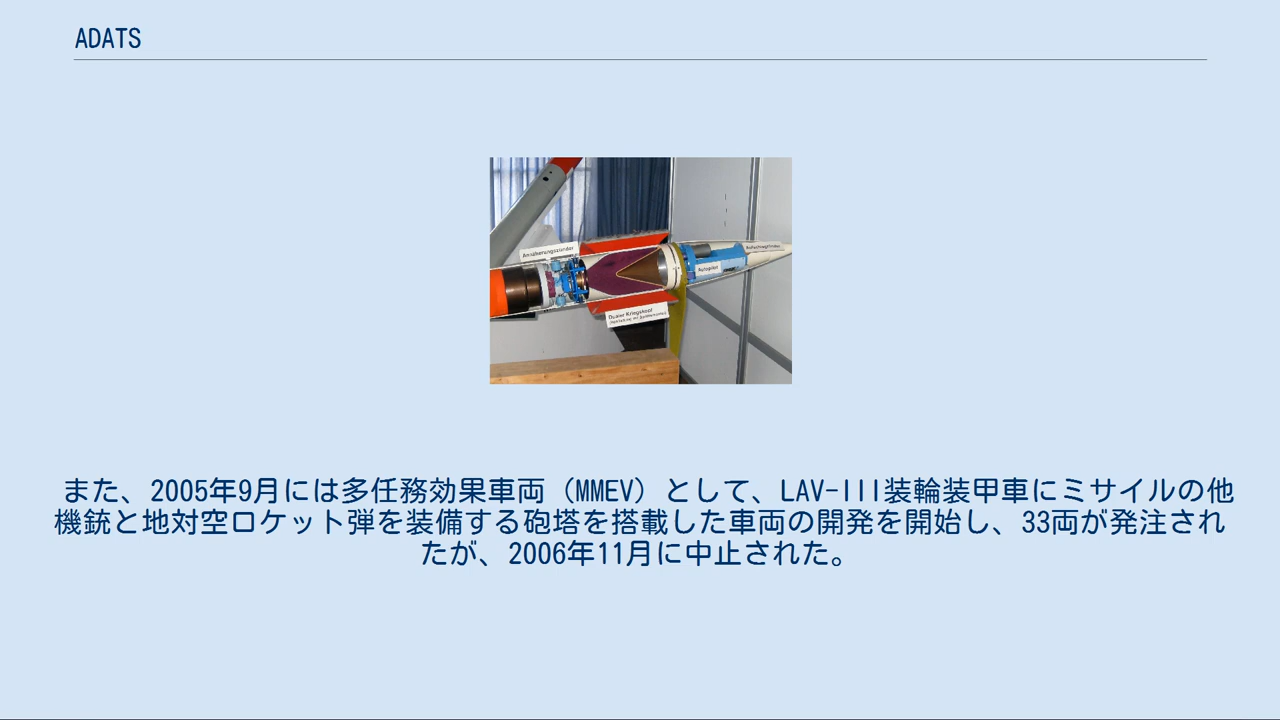 ADATS
Annäherungszünder
Autopilot
Aufschlagzünder
Dualer Kriegskopf
また、2005年9月には多任務効果車両（MMEV）として、LAV-III装輪装甲車にミサイルの他
機銃と地対空ロケット弾を装備する砲塔を搭載した車両の開発を開始し、33両が発注され
たが、2006年11月に中止された。